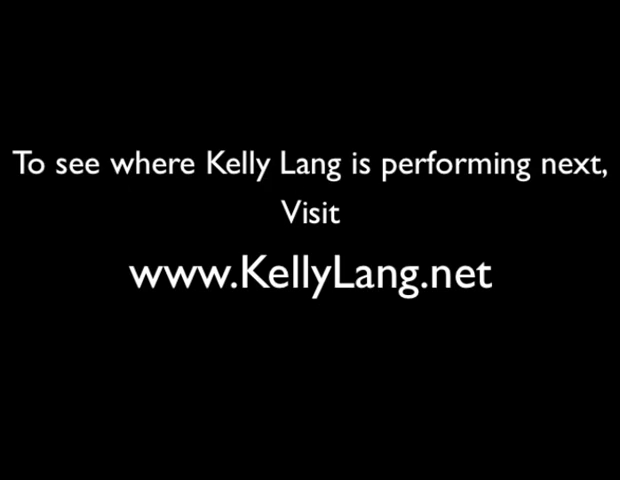 To see where Kelly Lang is performing next,
Visit
www.KellyLang.net